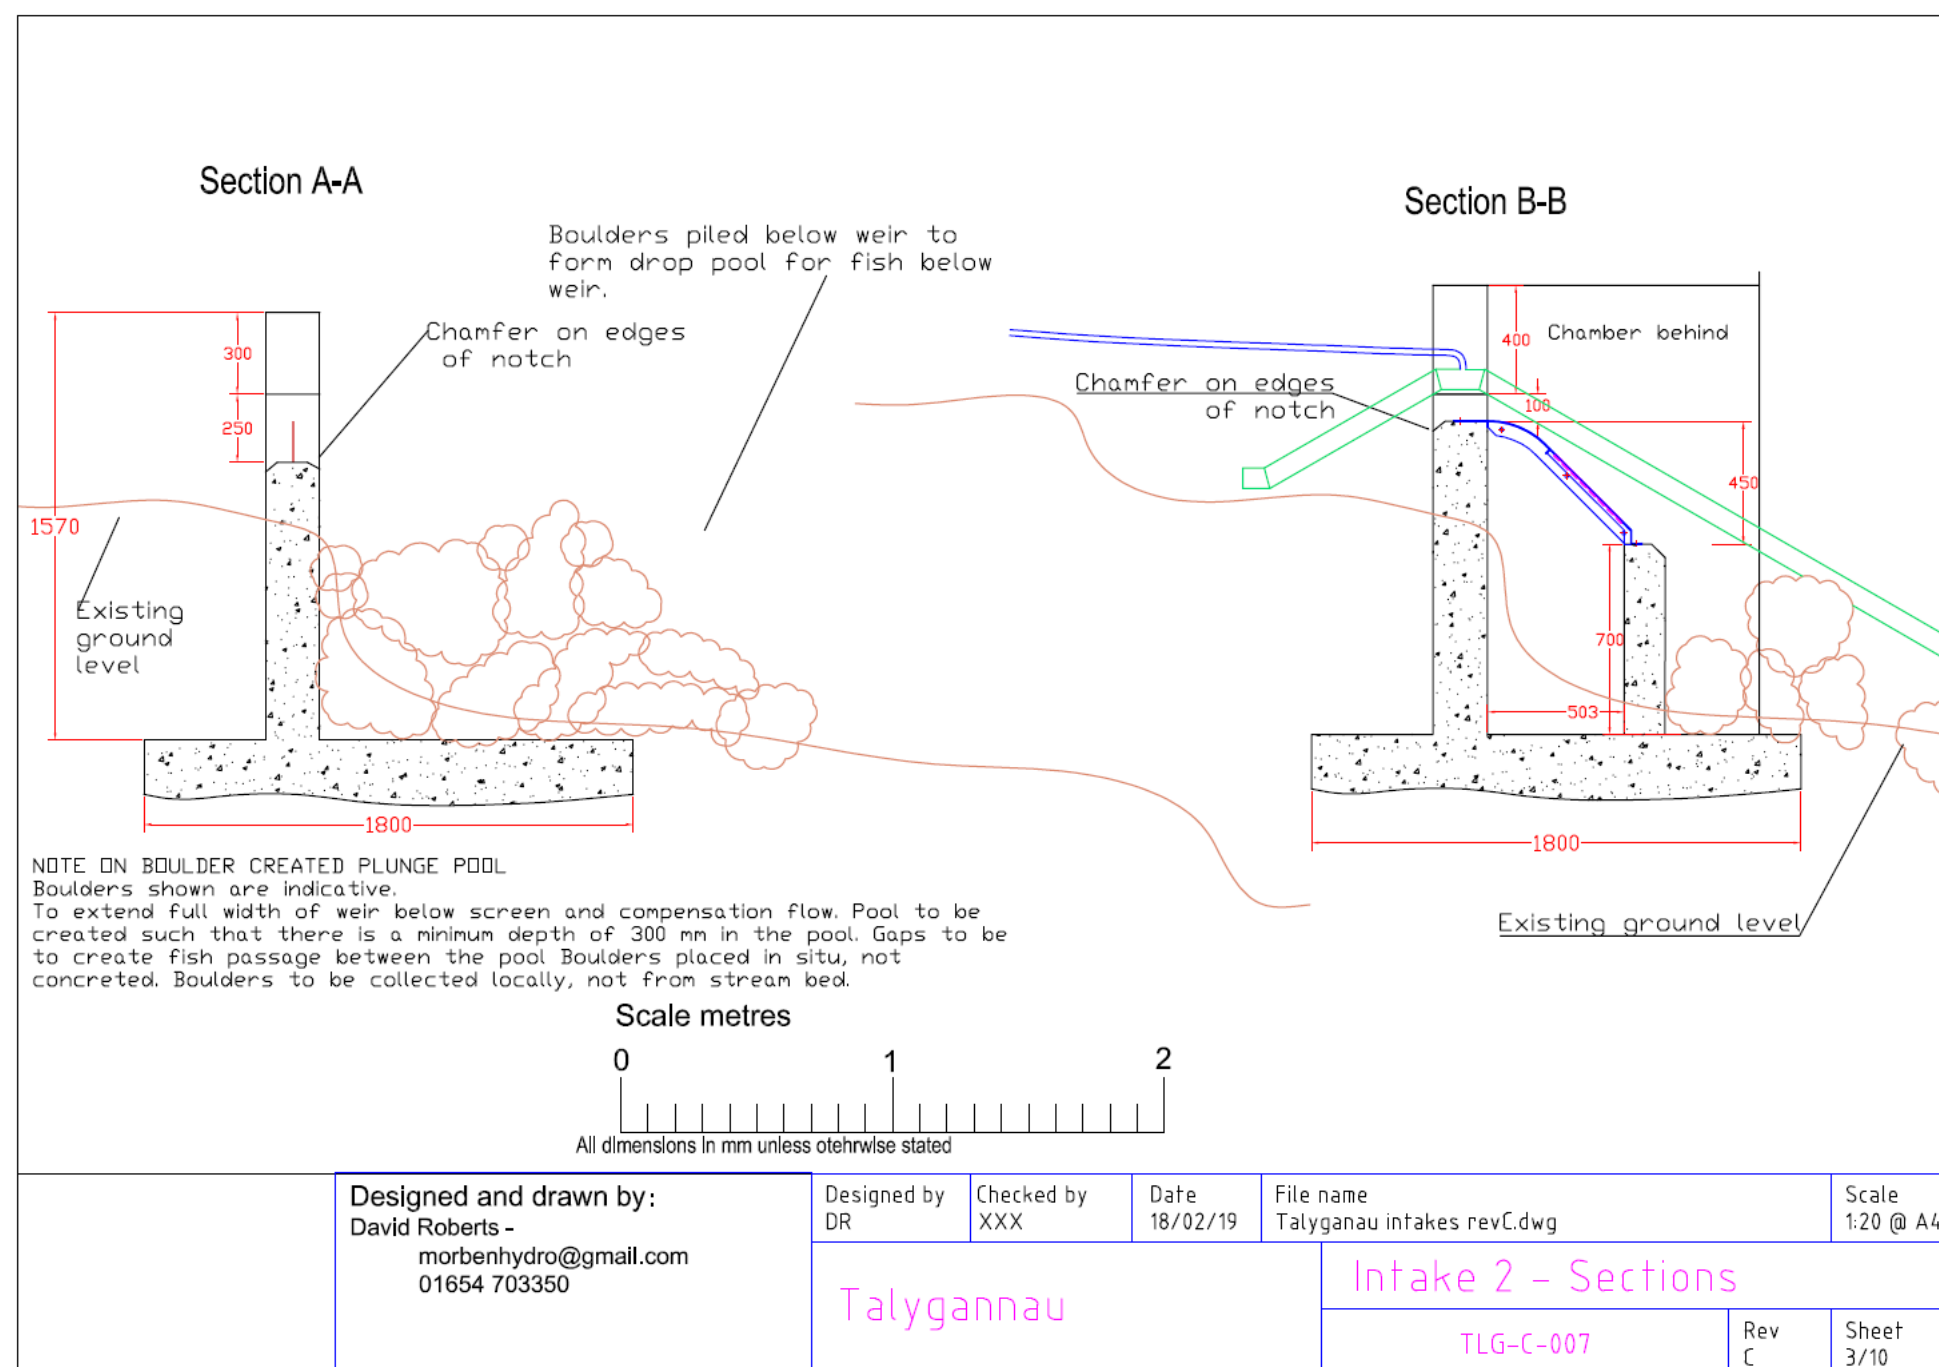 Section A-A
Section B-B
Boulders piled below weir to
form drop pool for fish below
weir.
Chamfer on edges
of notch
300
250
1570
Existing
ground
level
1800
Chamber behind
400
Chamfer on edges
of notch
100
450
700
503
1800
Existing ground level
NOTE ON BOULDER CREATED PLUNGE POOL
Boulders shown are indicative.
To extend full width of weir below screen and compensation flow. Pool to be
created such that there is a minimum depth of 300 mm in the pool. Gaps to be
to create fish passage between the pool Boulders placed in situ, not
concreted. Boulders to be collected locally, not from stream bed.
Scale metres
0 1 2
All dimensions in mm unless otehrwise stated
Designed and drawn by:
David Roberts -
morbenhydro@gmail.com
01654 703350
Designed by
DR
Checked by
XXX
Date
18/02/19
File name
Talyganau intakes revC.dwg
Scale
1:20 @ A4
Talygannau
Intake 2 - Sections
TLG-C-007
Rev
C
Sheet
3/10